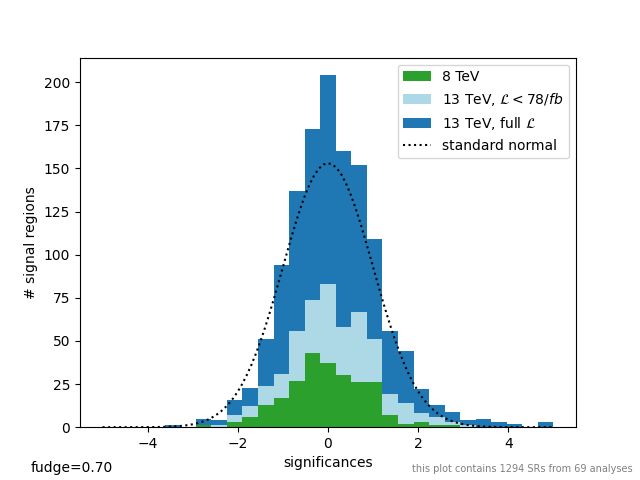 200
175
150
125
100
75
50
25
0
# signal regions
8 TeV
13 TeV, ℒ < 78/fb
13 TeV, full ℒ
standard normal
−4 −2 0 2 4
significances
fudge=0.70
this plot contains 1294 SRs from 69 analyses